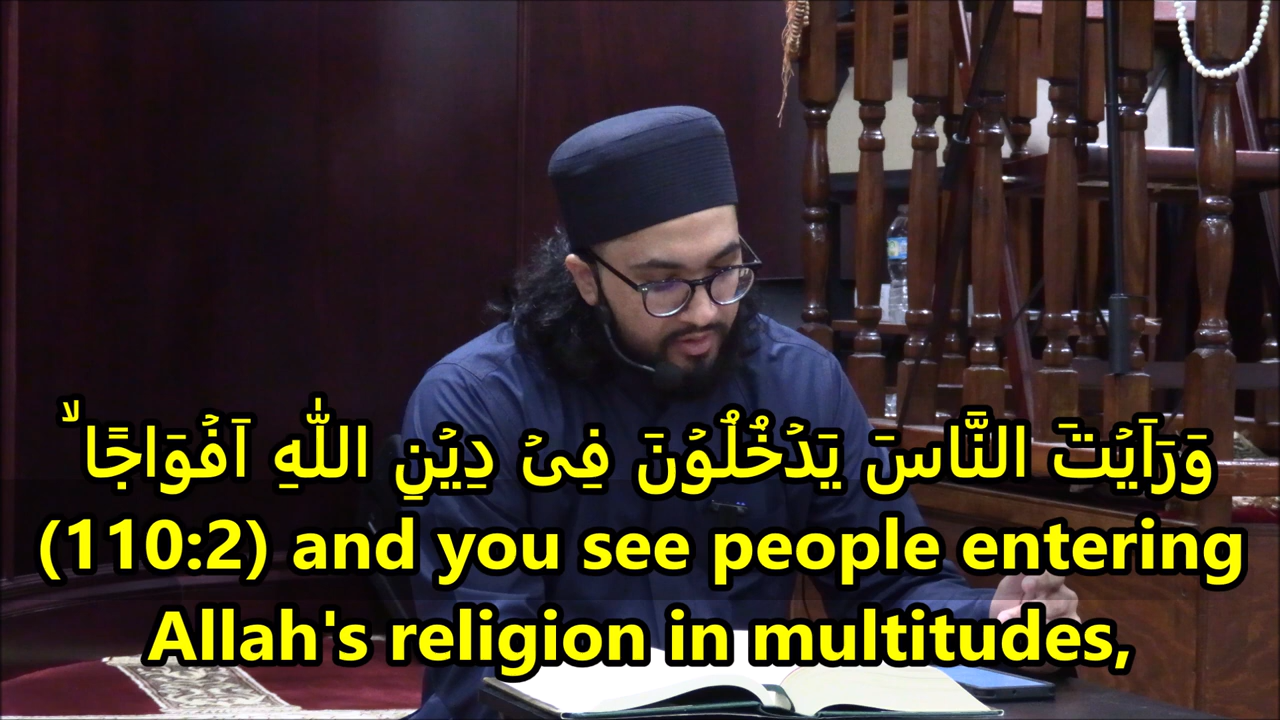 وَرَاَيۡتَ النَّاسَ يَدۡخُلُوۡنَ فِىۡ دِيۡنِ اللّٰهِ اَفۡوَاجًا ۙ
(110:2) and you see people entering
Allah's religion in multitudes,